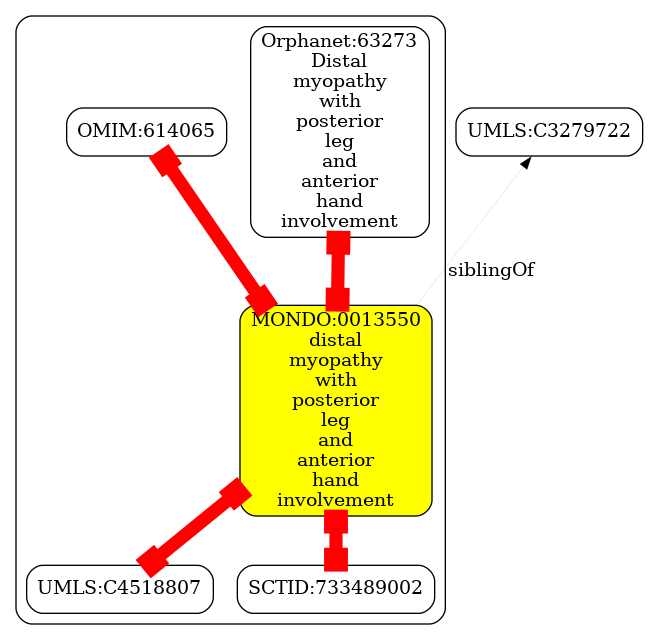 Orphanet:63273
Distal
myopathy
with
posterior
leg
and
anterior
hand
involvement
OMIM:614065
UMLS:C3279722
siblingOf
MONDO:0013550
distal
myopathy
with
posterior
leg
and
anterior
hand
involvement
UMLS:C4518807
SCTID:733489002